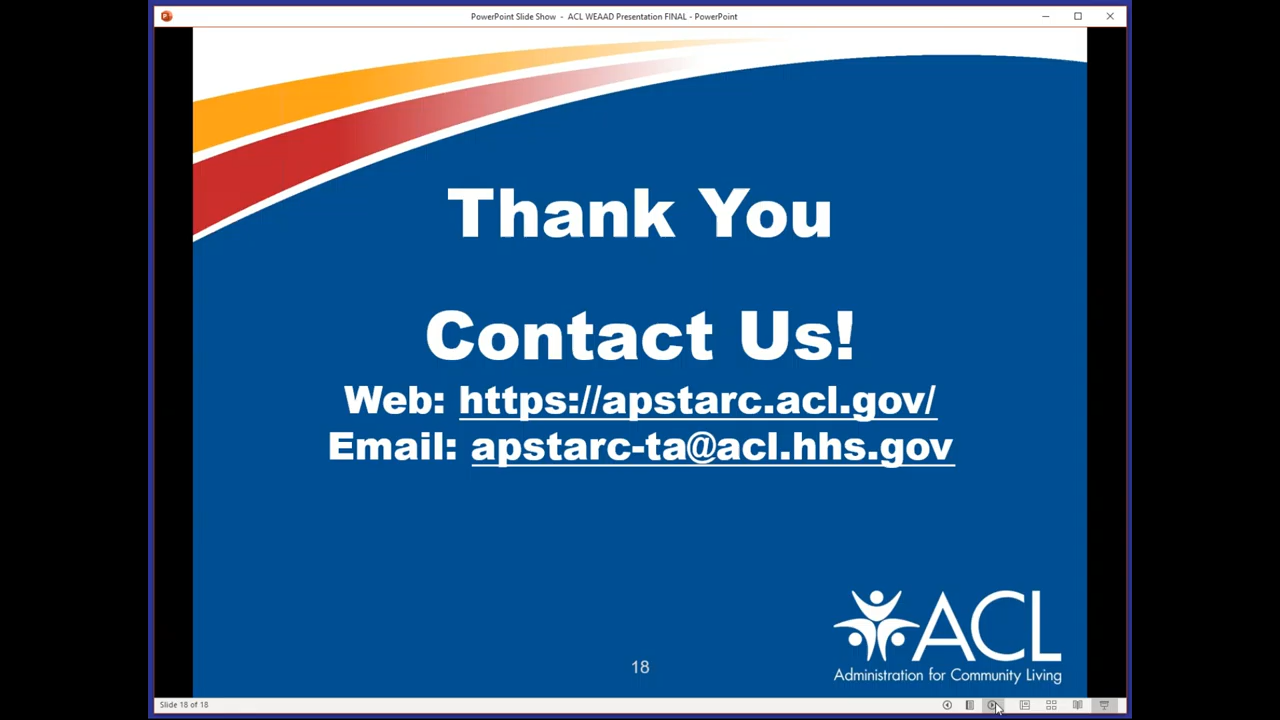 PowerPoint Slide Show - ACL WEAAD Presentation FINAL - PowerPoint
Thank You
Contact Us!
Web: https://apstarc.acl.gov/
Email: apstarc-ta@acl.hhs.gov
ACL
Administration for Community Living
18
Slide 18 of 18